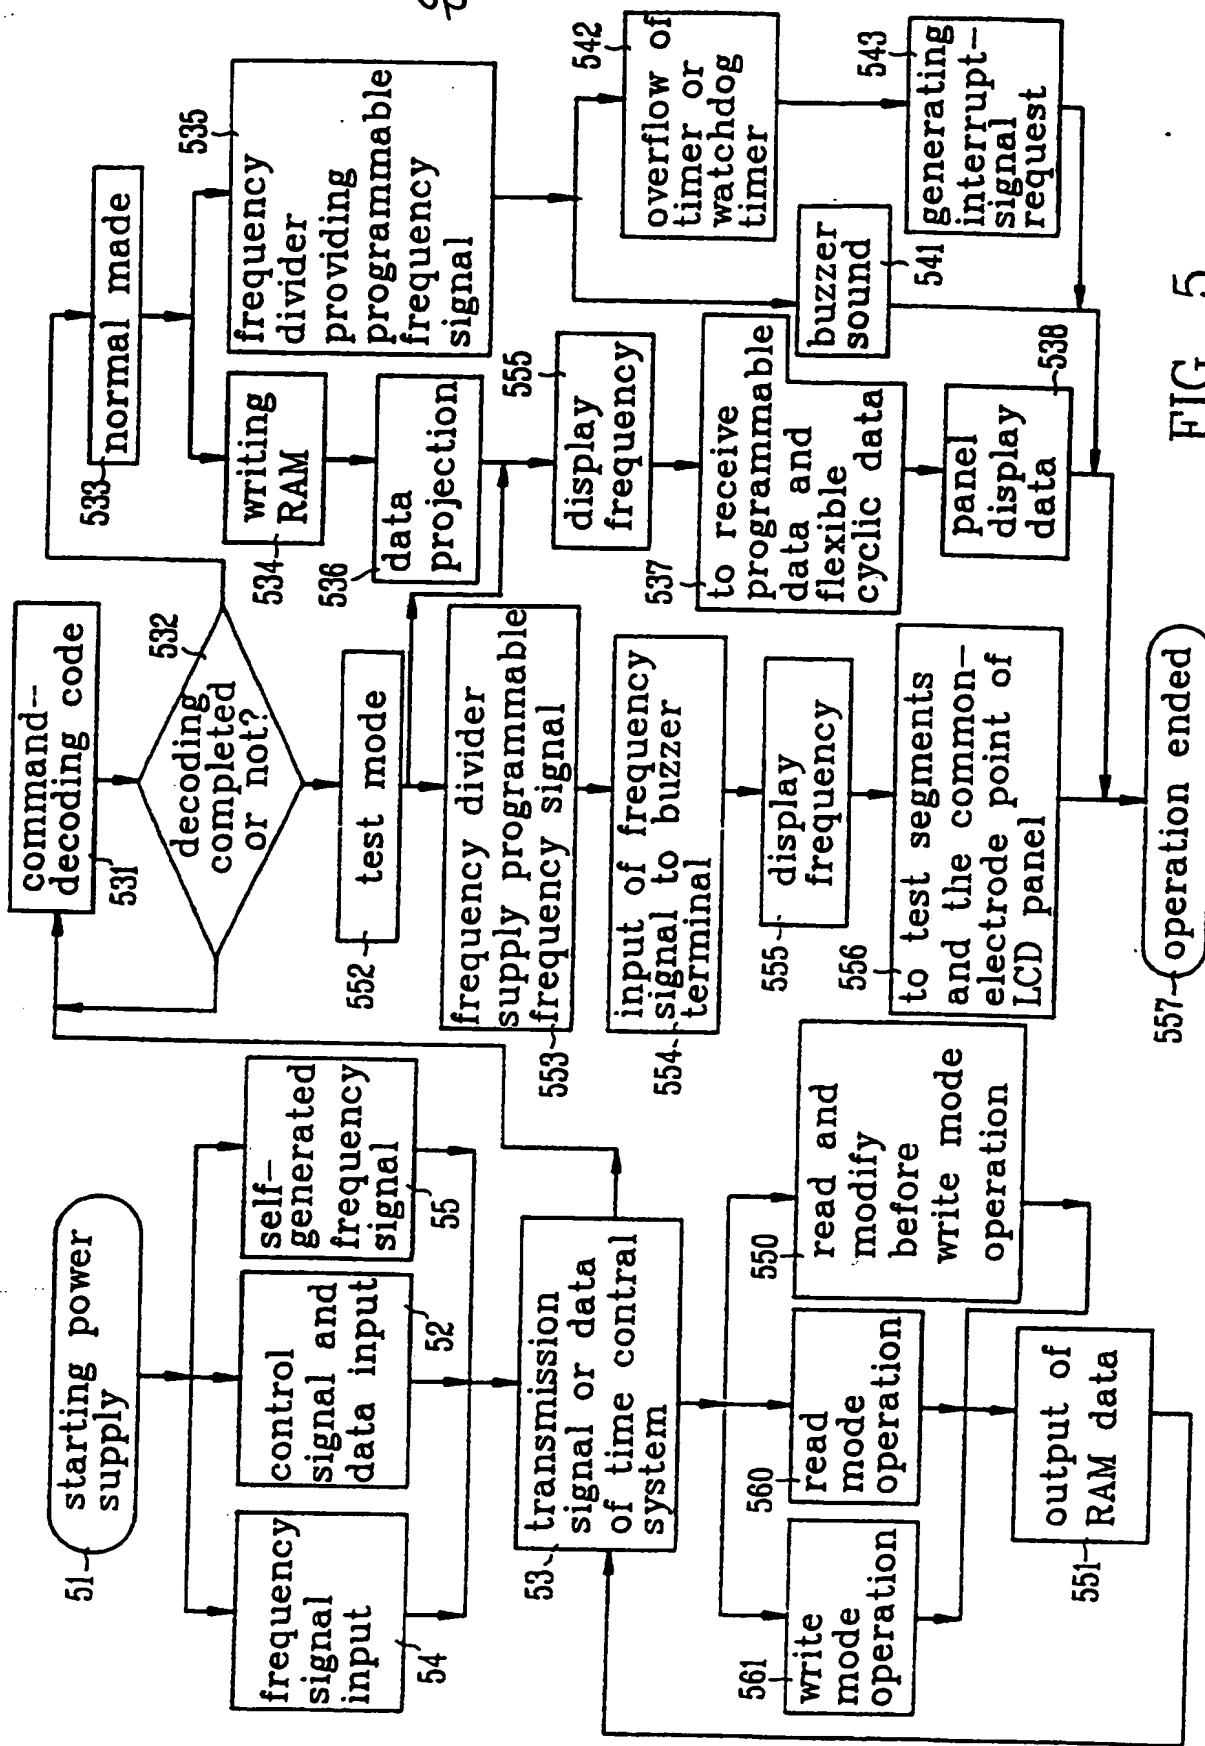 51
starting power
supply
frequency
signal
input
54
control
signal and
data input
52
self-
generated
frequency
signal
55
53
transmission
signal or data
of time contral
system
561
write
mode
operation
560
read
mode
operation
550
read and
modify
before
write mode
operation
551
output of
RAM data
command--
decoding code
531
532
decoding
completed
or not?
552
test mode
frequency divider
supply programmable
frequency signal
553
input of frequency
signal to buzzer
terminal
554
555
display
frequency
556
to test segments
and the common-
electrode point of
LCD panel
557
operation ended
533
normal made
534
writing
RAM
535
frequency
divider
providing
programmable
frequency
signal
536
data
projection
555
display
frequency
537
to receive
programmable
data and
flexible
cyclic data
panel
display
data
538
buzzer
sound
541
542
overflow of
timer or
watchdog
timer
543
generating
interrupt-
signal
request
FIG. 5